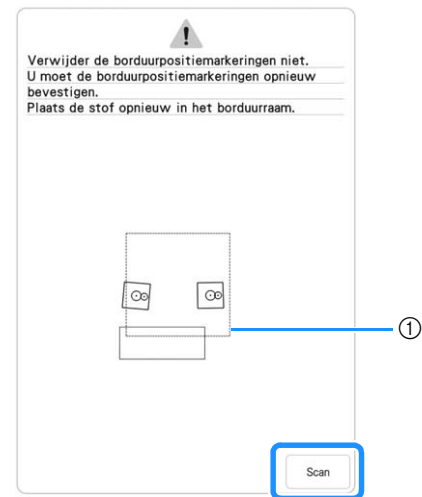 Verwijder de borduurpositiemarkeringen niet.
U moet de borduurpositiemarkeringen opnieuw
bevestigen.
Plaats de stof opnieuw in het borduurraam.
①
Scan